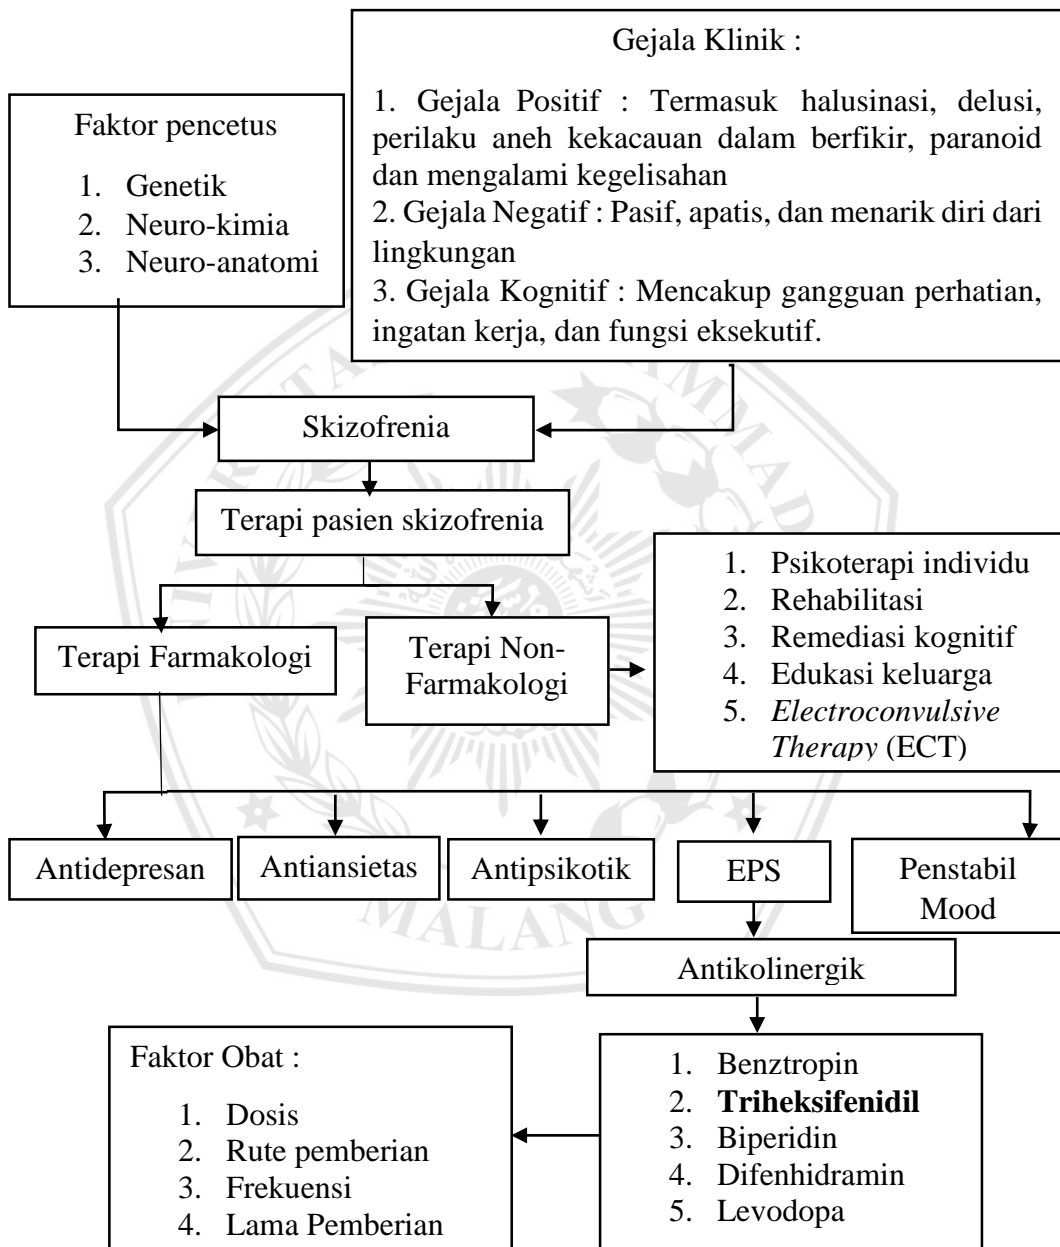 Gejala Klinik :
1. Gejala Positif : Termasuk halusinasi, delusi,
perilaku aneh kekacauan dalam berfikir, paranoid
dan mengalami kegelisahan
2. Gejala Negatif : Pasif, apatis, dan menarik diri dari
lingkungan
3. Gejala Kognitif : Mencakup gangguan perhatian,
ingatan kerja, dan fungsi eksekutif.
Faktor pencetus
1. Genetik
2. Neuro-kimia
3. Neuro-anatomi
Skizofrenia
Terapi pasien skizofrenia
Terapi Farmakologi
Terapi Non-
Farmakologi
1. Psikoterapi individu
2. Rehabilitasi
3. Remediasi kognitif
4. Edukasi keluarga
5. Electroconvulsive
Therapy (ECT)
Antidepresan
Antiansietas
Antipsikotik
EPS
Penstabil
Mood
MALANG
Antikolinergik
1. Benztropin
2. Triheksifenidil
3. Biperidin
4. Difenhidramin
5. Levodopa
Faktor Obat :
1. Dosis
2. Rute pemberian
3. Frekuensi
4. Lama Pemberian